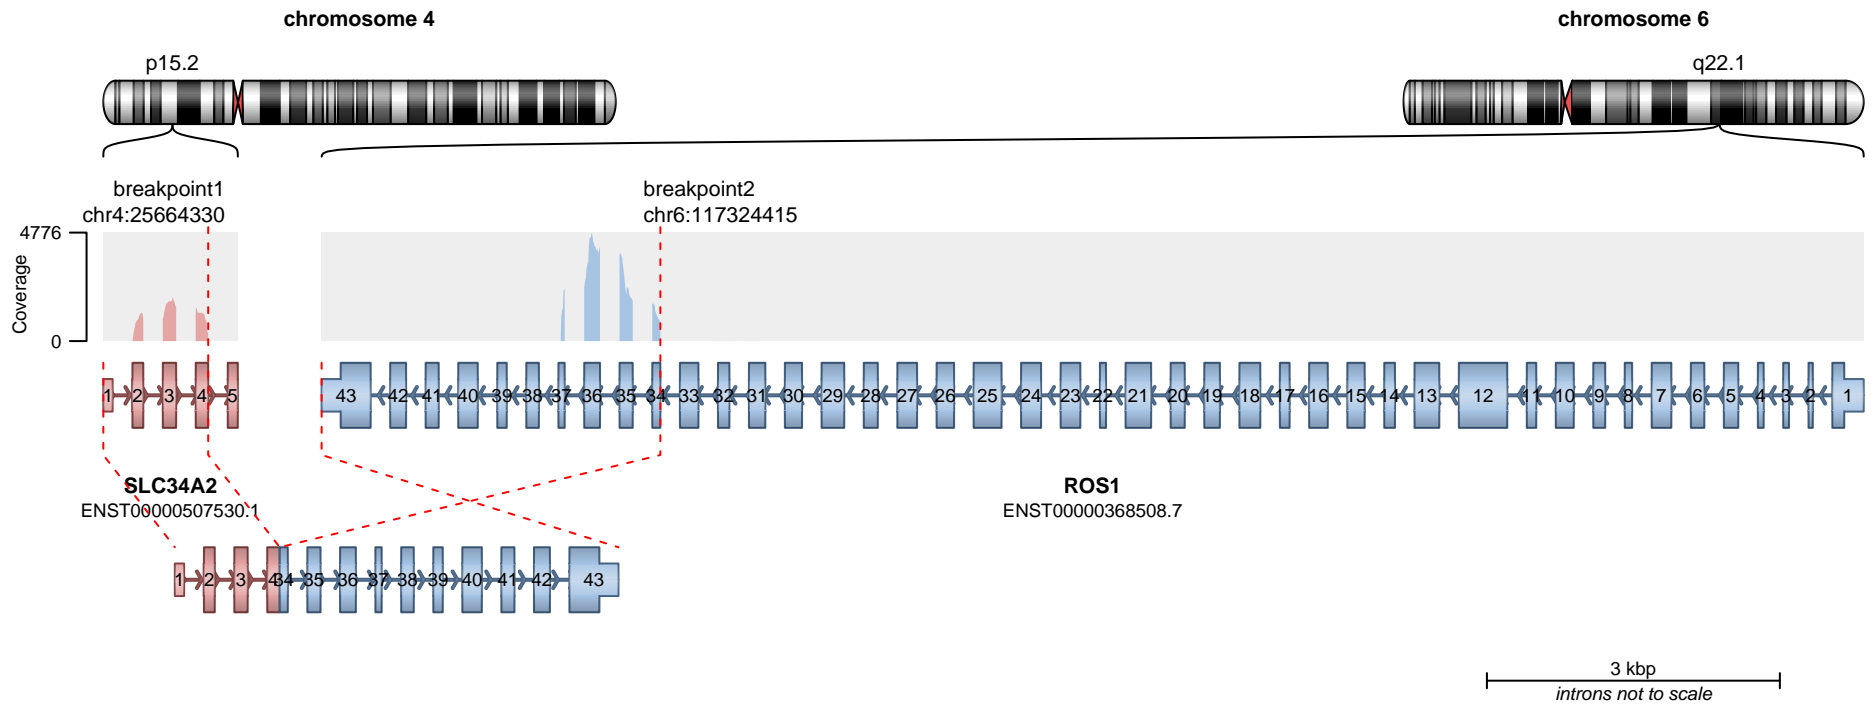 chromosome 4 chromosome 6
p15.2 q22.1
breakpoint1 breakpoint2
chr4:25664330 chr6:117324415
4776
Coverage
0
1 2 3 4 5 43 42 41 40 39 38 37 36 35 34 33 32 31 30 29 28 27 26 25 24 23 22 21 20 19 18 17 16 15 14 13 12 11 10 9 8 7 6 5 4 3 2 1
SLC34A2 ROS1
ENST00000507530.1 ENST00000368508.7
1 2 3 4 34 35 36 37 38 39 40 41 42 43
3 kbp
introns not to scale